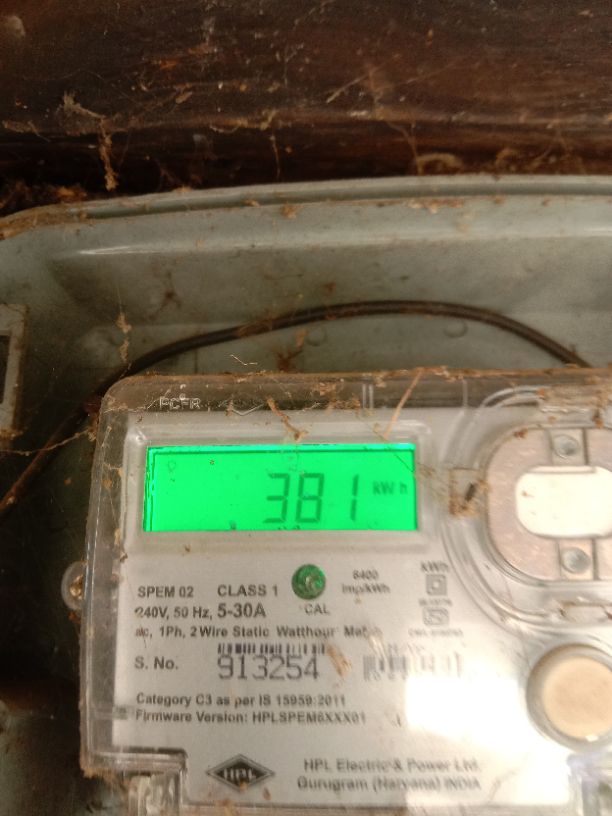 381 kWh
SPEM 02 CLASS 1 6400 kWh
240V, 50 Hz, 5-30A CAL imp/kWh
ac, 1Ph, 2 Wire Static Watthour Meter
S. No. 913254
Category C3 as per IS 15959:2011
Firmware Version: HPLSPEM6XXX01
HPL
HPL Electric & Power Ltd.
Gurugram (Haryana) INDIA